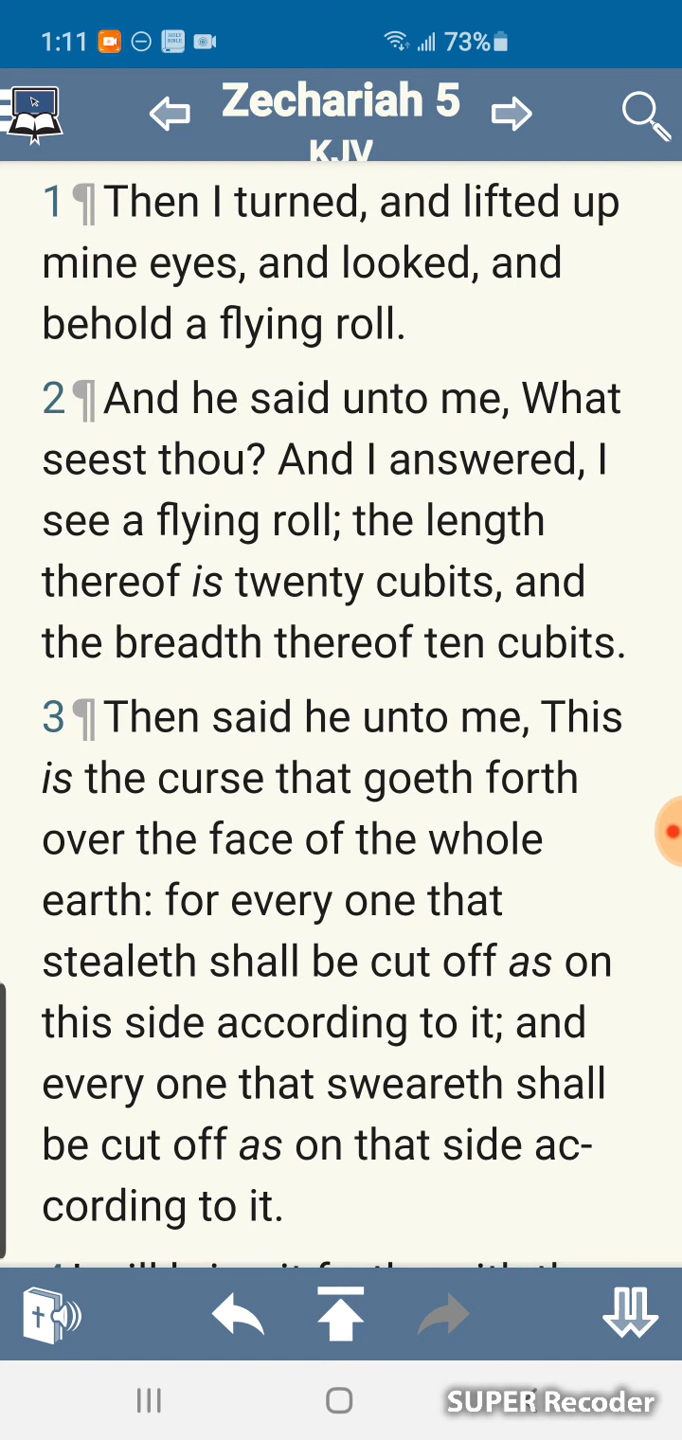 1:11 73%
Zechariah 5
KJV
1 ¶ Then I turned, and lifted up
mine eyes, and looked, and
behold a flying roll.
2 ¶ And he said unto me, What
seest thou? And I answered, I
see a flying roll; the length
thereof is twenty cubits, and
the breadth thereof ten cubits.
3 ¶ Then said he unto me, This
is the curse that goeth forth
over the face of the whole
earth: for every one that
stealeth shall be cut off as on
this side according to it; and
every one that sweareth shall
be cut off as on that side ac-
cording to it.
SUPER Recoder